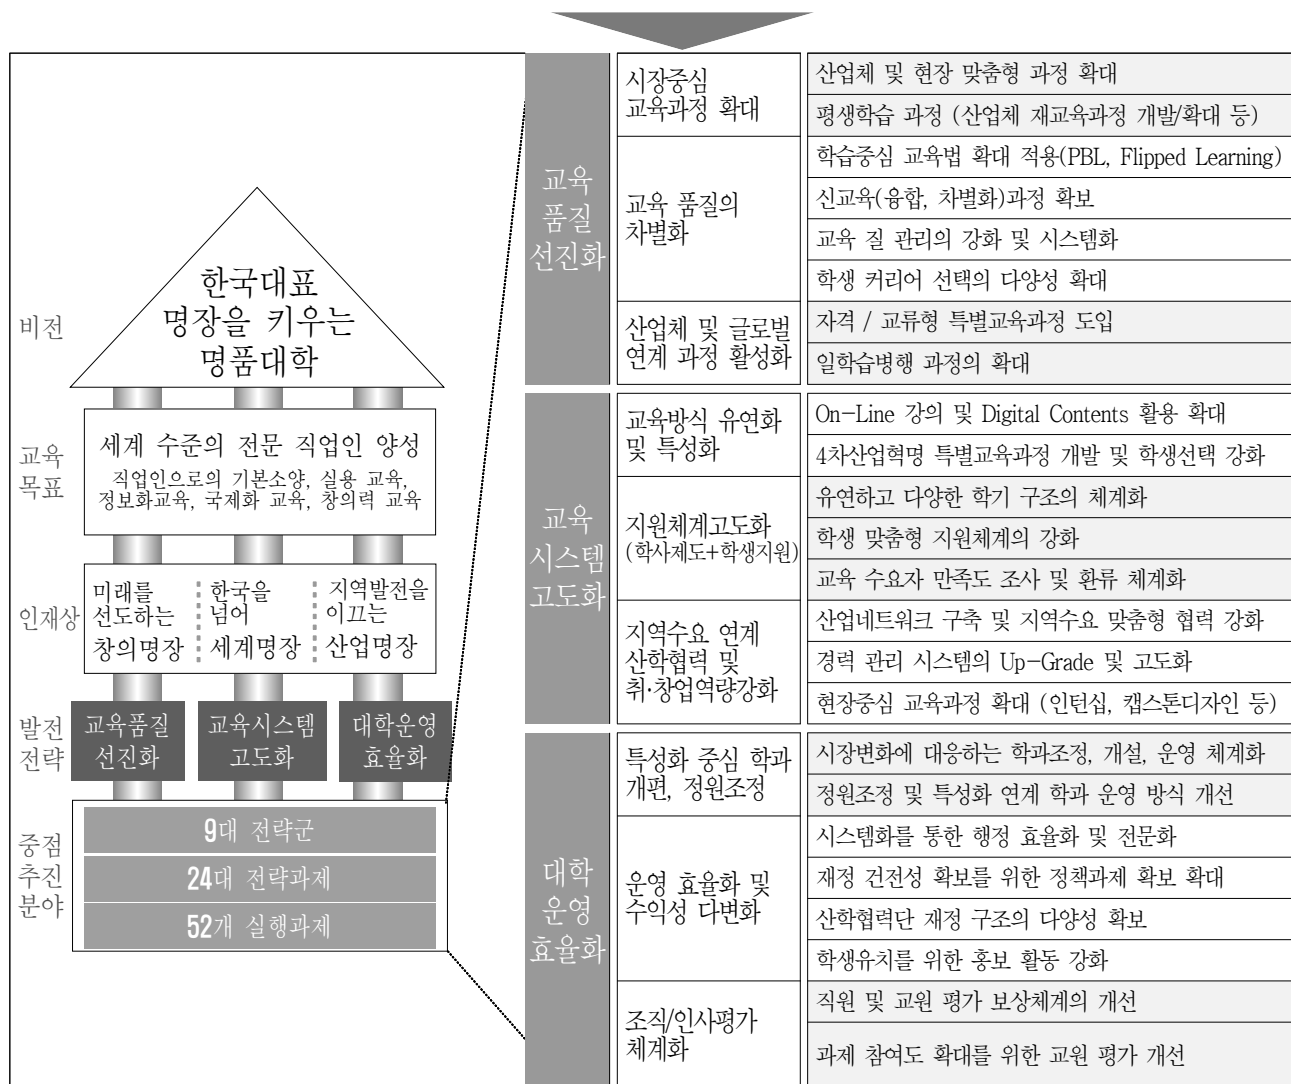 비전
한국대표
명장을 키우는
명품대학
교육
목표
세계 수준의 전문 직업인 양성
직업인으로의 기본소양, 실용 교육,
정보화교육, 국제화 교육, 창의력 교육
인재상
미래를
선도하는
창의명장
한국을
넘어
세계명장
지역발전을
이끄는
산업명장
발전
전략
교육품질
선진화
교육시스템
고도화
대학운영
효율화
중점
추진
분야
9대 전략군
24대 전략과제
52개 실행과제
교육
품질
선진화
시장중심
교육과정 확대
산업체 및 현장 맞춤형 과정 확대
평생학습 과정 (산업체 재교육과정 개발/확대 등)
교육 품질의
차별화
학습중심 교육법 확대 적용(PBL, Flipped Learning)
신교육(융합, 차별화)과정 확보
교육 질 관리의 강화 및 시스템화
학생 커리어 선택의 다양성 확대
산업체 및 글로벌
연계 과정 활성화
자격 / 교류형 특별교육과정 도입
일학습병행 과정의 확대
교육
시스템
고도화
교육방식 유연화
및 특성화
On-Line 강의 및 Digital Contents 활용 확대
4차산업혁명 특별교육과정 개발 및 학생선택 강화
지원체계고도화
(학사제도+학생지원)
유연하고 다양한 학기 구조의 체계화
학생 맞춤형 지원체계의 강화
교육 수요자 만족도 조사 및 환류 체계화
지역수요 연계
산학협력 및
취·창업역량강화
산업네트워크 구축 및 지역수요 맞춤형 협력 강화
경력 관리 시스템의 Up-Grade 및 고도화
현장중심 교육과정 확대 (인턴십, 캡스톤디자인 등)
대학
운영
효율화
특성화 중심 학과
개편, 정원조정
시장변화에 대응하는 학과조정, 개설, 운영 체계화
정원조정 및 특성화 연계 학과 운영 방식 개선
운영 효율화 및
수익성 다변화
시스템화를 통한 행정 효율화 및 전문화
재정 건전성 확보를 위한 정책과제 확보 확대
산학협력단 재정 구조의 다양성 확보
학생유치를 위한 홍보 활동 강화
조직/인사평가
체계화
직원 및 교원 평가 보상체계의 개선
과제 참여도 확대를 위한 교원 평가 개선